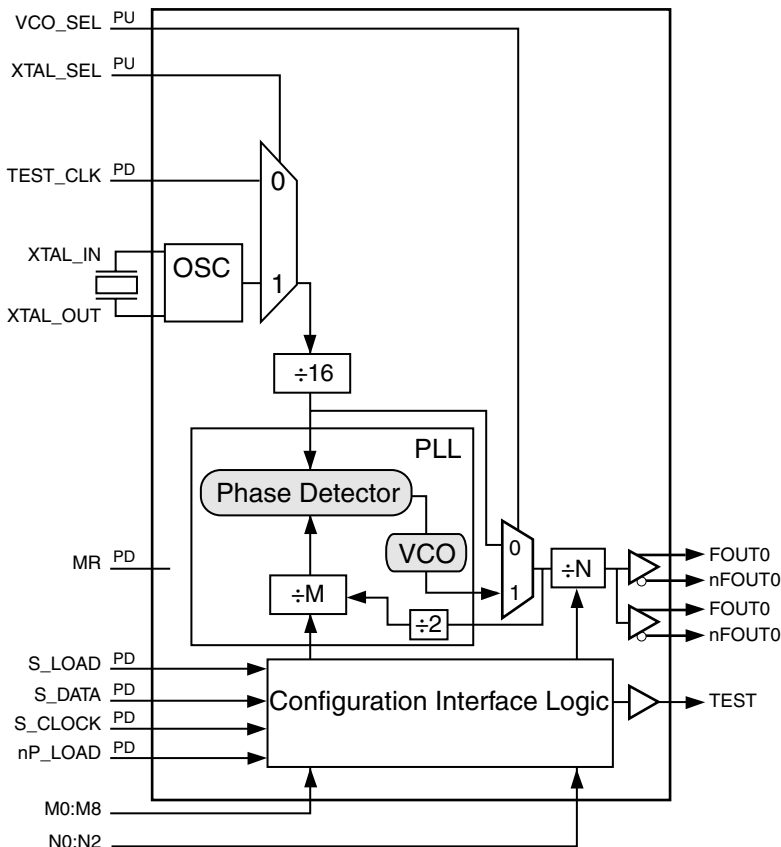 VCO_SEL PU
XTAL_SEL PU
TEST_CLK PD
0
XTAL_IN
OSC
1
XTAL_OUT
÷16
PLL
Phase Detector
VCO
0
1
MR PD
÷M
÷2
÷N
FOUT0
nFOUT0
FOUT0
nFOUT0
S_LOAD PD
S_DATA PD
S_CLOCK PD
nP_LOAD PD
Configuration Interface Logic
TEST
M0:M8
N0:N2